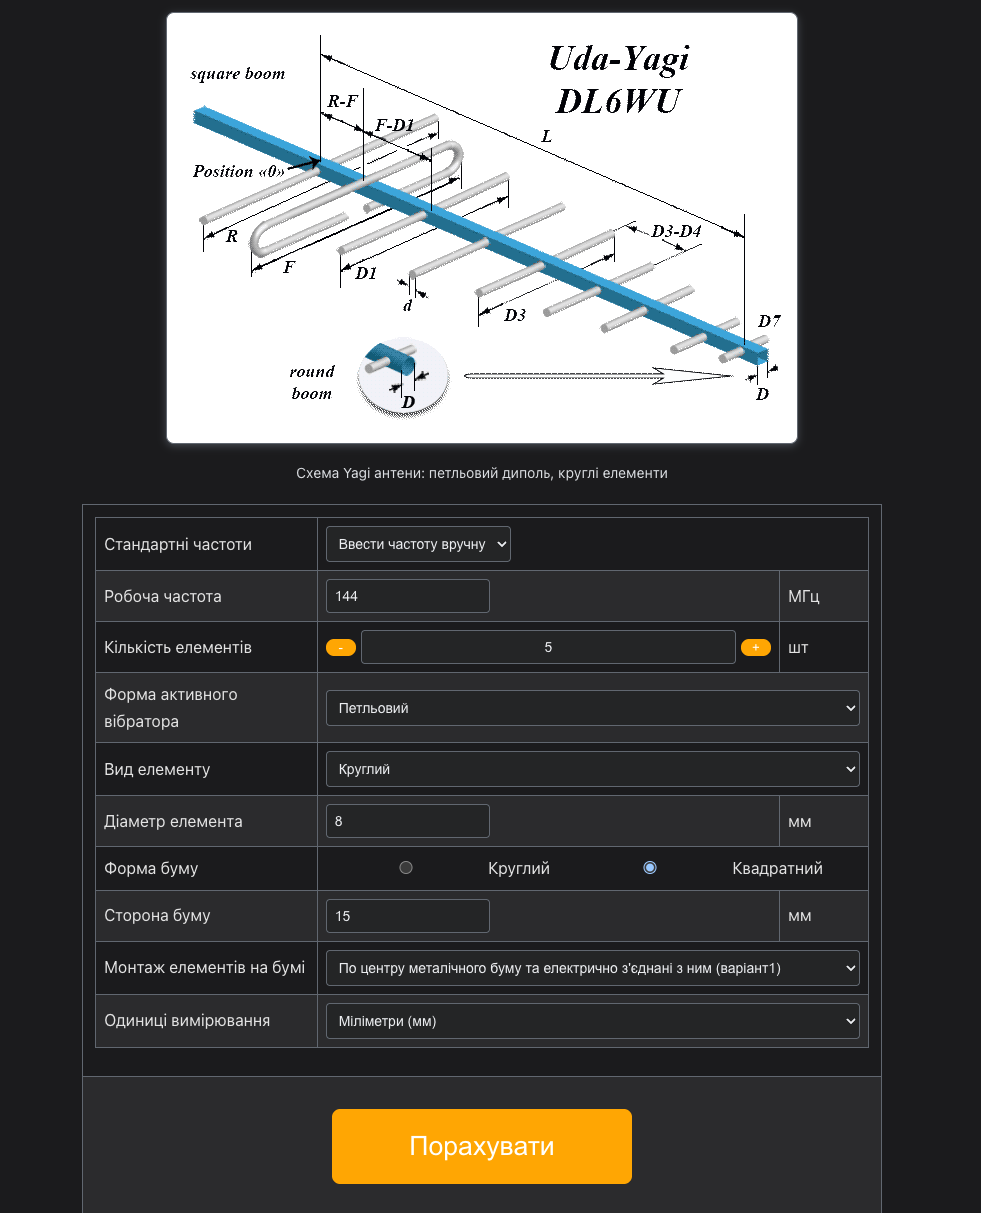 Uda-Yagi
DL6WU
square boom
R-F
F-D1
L
Position «0»
R
F
D1
d
D3-D4
D3
D7
D
round
boom
D
Схема Yagi антени: петльовий диполь, круглі елементи
Стандартні частоти
Ввести частоту вручну
Робоча частота
144
МГц
Кількість елементів
-
5
+
шт
Форма активного
вібратора
Петльовий
Вид елементу
Круглий
Діаметр елемента
8
мм
Форма буму
Круглий
Квадратний
Сторона буму
15
мм
Монтаж елементів на бумі
По центру металічного буму та електрично з'єднані з ним (варіант1)
Одиниці вимірювання
Міліметри (мм)
Порахувати